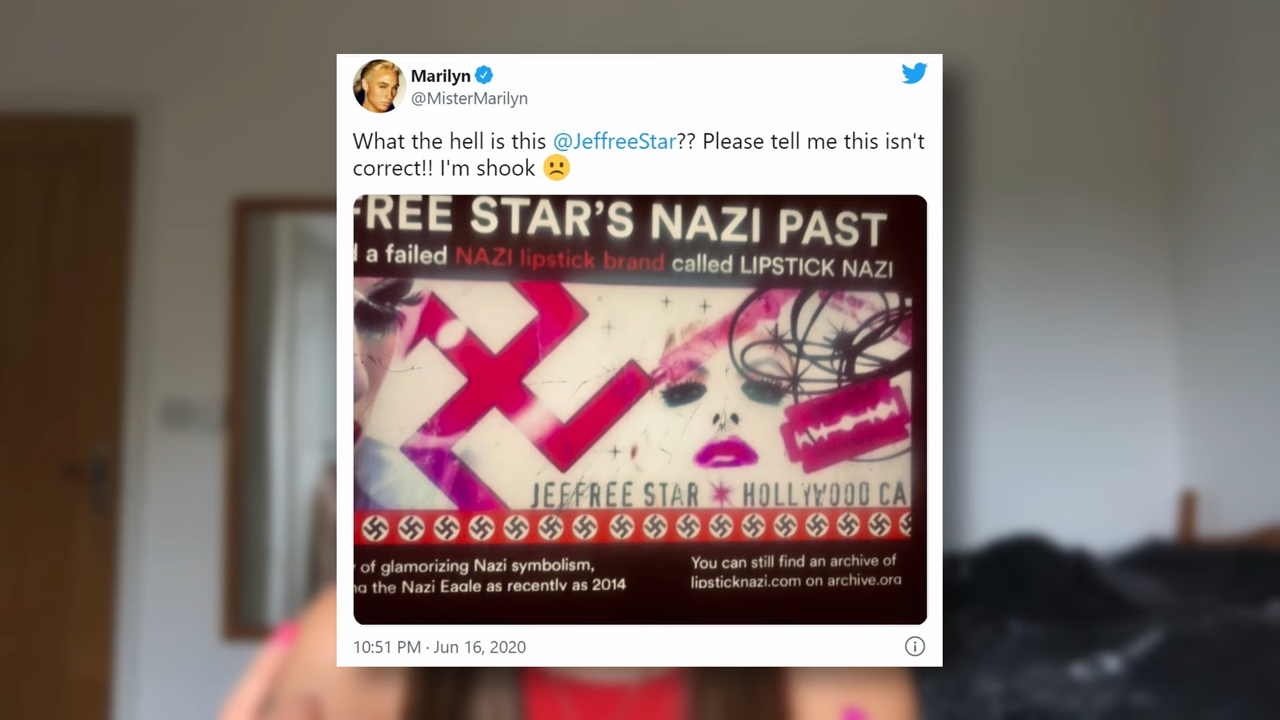 Marilyn
@MisterMarilyn
What the hell is this @JeffreeStar?? Please tell me this isn't
correct!! I'm shook
FREE STAR'S NAZI PAST
a failed NAZI lipstick brand called LIPSTICK NAZI
JEFFREE STAR HOLLYWOOD CA
of glamorizing Nazi symbolism,
the Nazi Eagle as recently as 2014
You can still find an archive of
lipsticknazi.com on archive.org
10:51 PM · Jun 16, 2020